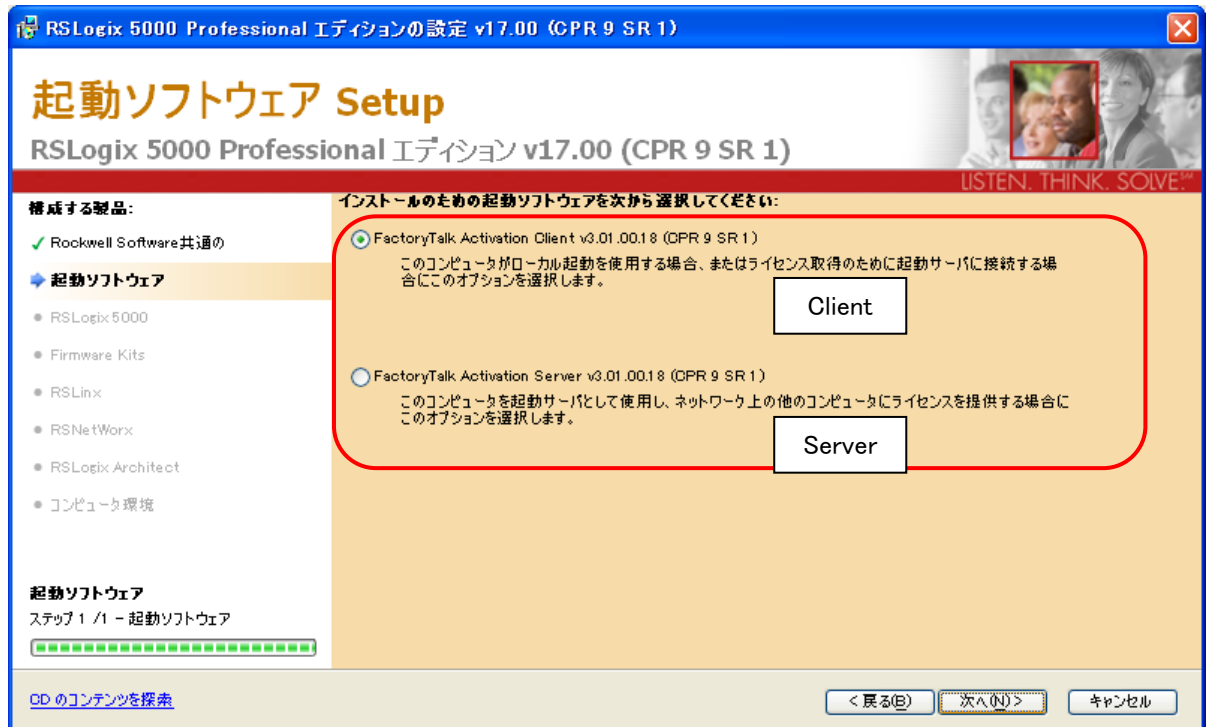 RSLogix 5000 Professional エディションの設定 v17.00 (CPR 9 SR 1)
起動ソフトウェア Setup
RSLogix 5000 Professional エディション v17.00 (CPR 9 SR 1)
LISTEN. THINK. SOLVE.℠
構成する製品:
✓ Rockwell Software共通の
起動ソフトウェア
RSLogix 5000
Firmware Kits
RSLinx
RSNetWorx
RSLogix Architect
コンピュータ環境
起動ソフトウェア
ステップ 1 /1 - 起動ソフトウェア
インストールのための起動ソフトウェアを次から選択してください:
FactoryTalk Activation Client v3.01.00.18 (CPR 9 SR 1)
このコンピュータがローカル起動を使用する場合、またはライセンス取得のために起動サーバに接続する場
合にこのオプションを選択します。
Client
FactoryTalk Activation Server v3.01.00.18 (CPR 9 SR 1)
このコンピュータを起動サーバとして使用し、ネットワーク上の他のコンピュータにライセンスを提供する場合に
このオプションを選択します。
Server
CD のコンテンツを探索
< 戻る(B)
次へ(N) >
キャンセル